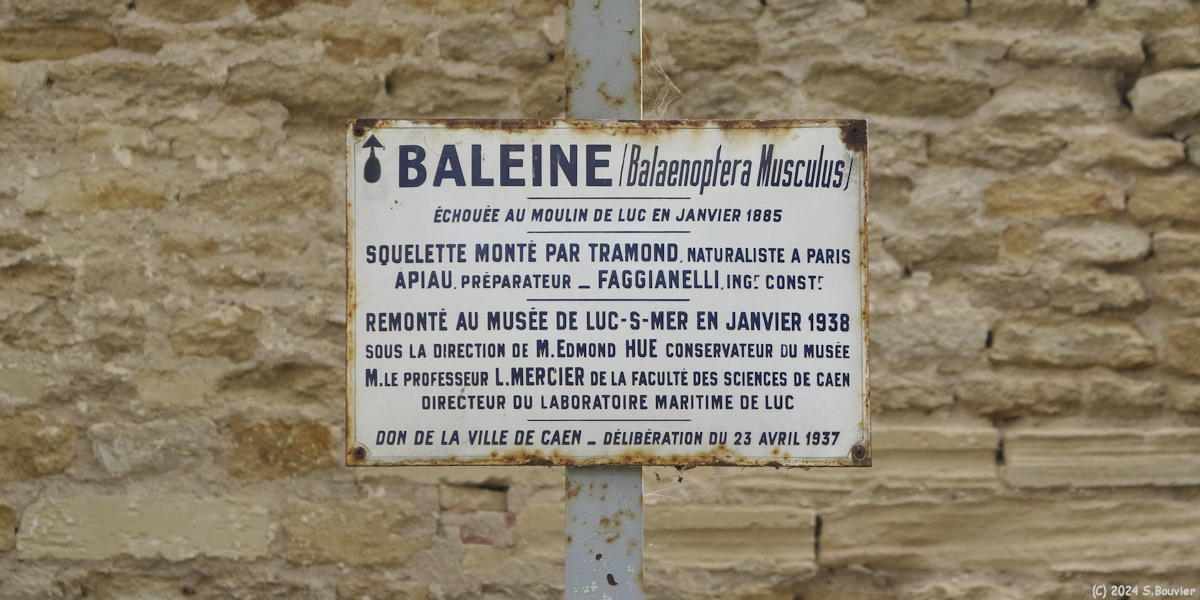 BALEINE (Balaenoptera Musculus)
ÉCHOUÉE AU MOULIN DE LUC EN JANVIER 1885
SQUELETTE MONTÉ PAR TRAMOND, NATURALISTE A PARIS
APIAU, PRÉPARATEUR _ FAGGIANELLI, INGR CONSTR
REMONTÉ AU MUSÉE DE LUC-S-MER EN JANVIER 1938
SOUS LA DIRECTION DE M.EDMOND HUE CONSERVATEUR DU MUSÉE
M.LE PROFESSEUR L.MERCIER DE LA FACULTÉ DES SCIENCES DE CAEN
DIRECTEUR DU LABORATOIRE MARITIME DE LUC
DON DE LA VILLE DE CAEN _ DÉLIBÉRATION DU 23 AVRIL 1937
(C) 2024 S.Bouvier